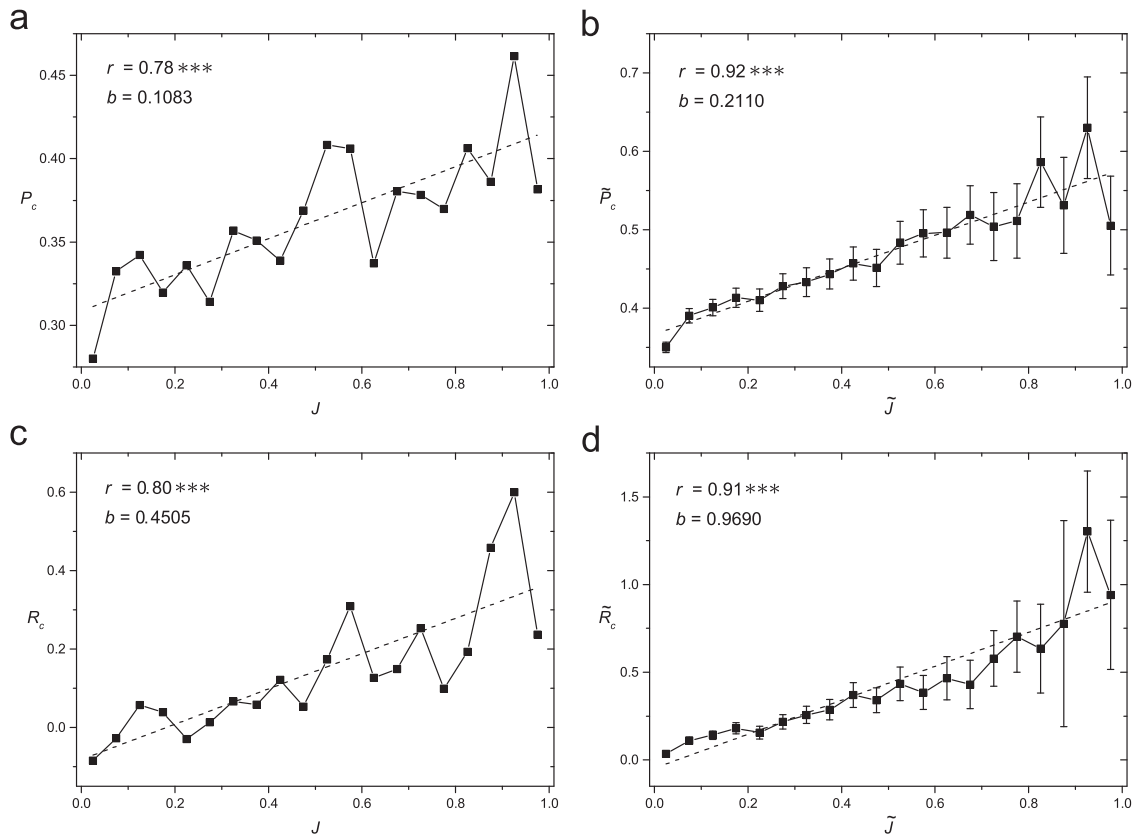 a
r = 0.78***
b = 0.1083
0.45
0.40
0.35
0.30
P_c
0.0 0.2 0.4 0.6 0.8 1.0
J
b
r = 0.92***
b = 0.2110
0.7
0.6
0.5
0.4
P̃_c
0.0 0.2 0.4 0.6 0.8 1.0
J̃
c
r = 0.80***
b = 0.4505
0.6
0.4
0.2
0.0
R_c
0.0 0.2 0.4 0.6 0.8 1.0
J
d
r = 0.91***
b = 0.9690
1.5
1.0
0.5
0.0
R̃_c
0.0 0.2 0.4 0.6 0.8 1.0
J̃